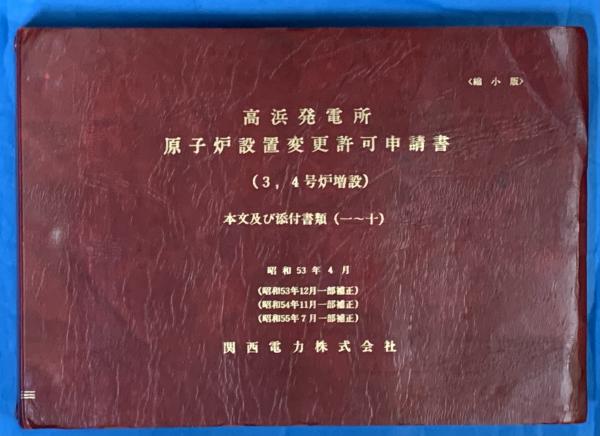 <縮小版>
高浜発電所
原子炉設置変更許可申請書
(3,4号炉増設)
本文及び添付書類(一〜十)
昭和53年4月
(昭和53年12月一部補正)
(昭和54年11月一部補正)
(昭和55年7月一部補正)
関西電力株式会社